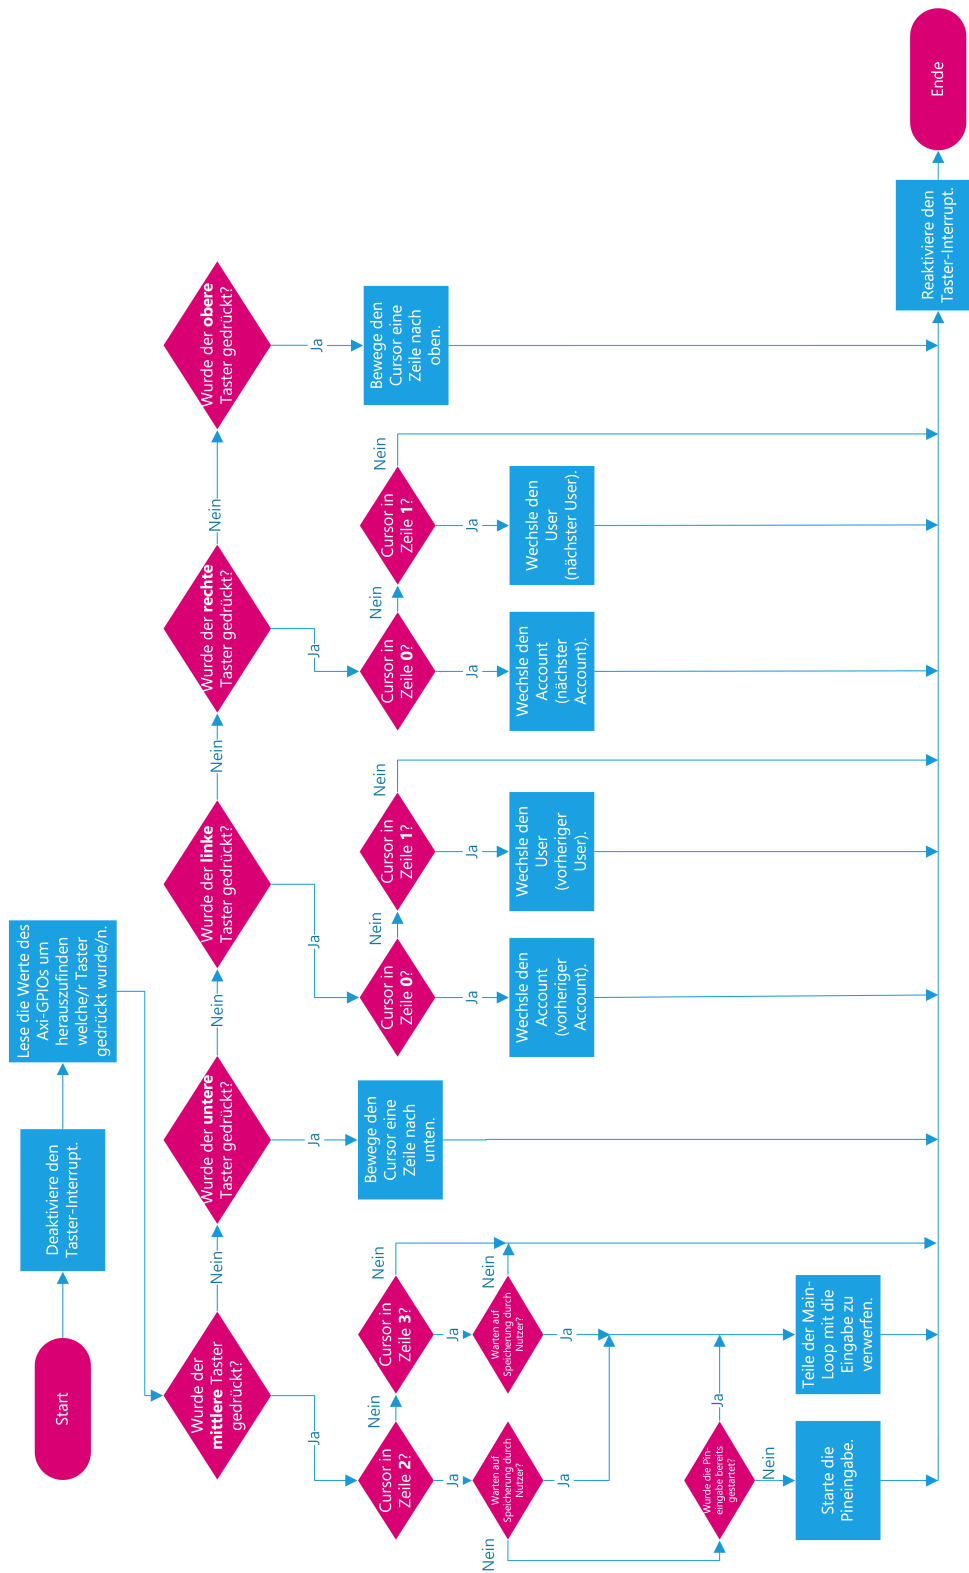 Start
Deaktiviere den
Taster-Interrupt.
Lese die Werte des
Axi-GPIOs um
herauszufinden
welche/r Taster
gedrückt wurde/n.
Wurde der
mittlere Taster
gedrückt?
Nein
Wurde der untere
Taster gedrückt?
Nein
Wurde der linke
Taster gedrückt?
Nein
Wurde der rechte
Taster gedrückt?
Nein
Wurde der obere
Taster gedrückt?
Ja
Ja
Ja
Ja
Ja
Cursor in
Zeile 2?
Nein
Cursor in
Zeile 3?
Nein
Bewege den
Cursor eine
Zeile nach
unten.
Cursor in
Zeile 0?
Nein
Cursor in
Zeile 1?
Nein
Cursor in
Zeile 0?
Nein
Cursor in
Zeile 1?
Nein
Bewege den
Cursor eine
Zeile nach
oben.
Ja
Ja
Ja
Ja
Ja
Ja
Nein
Warten auf
Speicherung durch
Nutzer?
Warten auf
Speicherung durch
Nutzer?
Nein
Wechsle den
Account
(vorheriger
Account).
Wechsle den
User
(vorheriger
User).
Wechsle den
Account
(nächster
Account).
Wechsle den
User
(nächster User).
Ja
Ja
Wurde die Pin-
eingabe bereits
gestartet?
Ja
Nein
Starte die
Pineingabe.
Teile der Main-
Loop mit die
Eingabe zu
verwerfen.
Reaktiviere den
Taster-Interrupt.
Ende